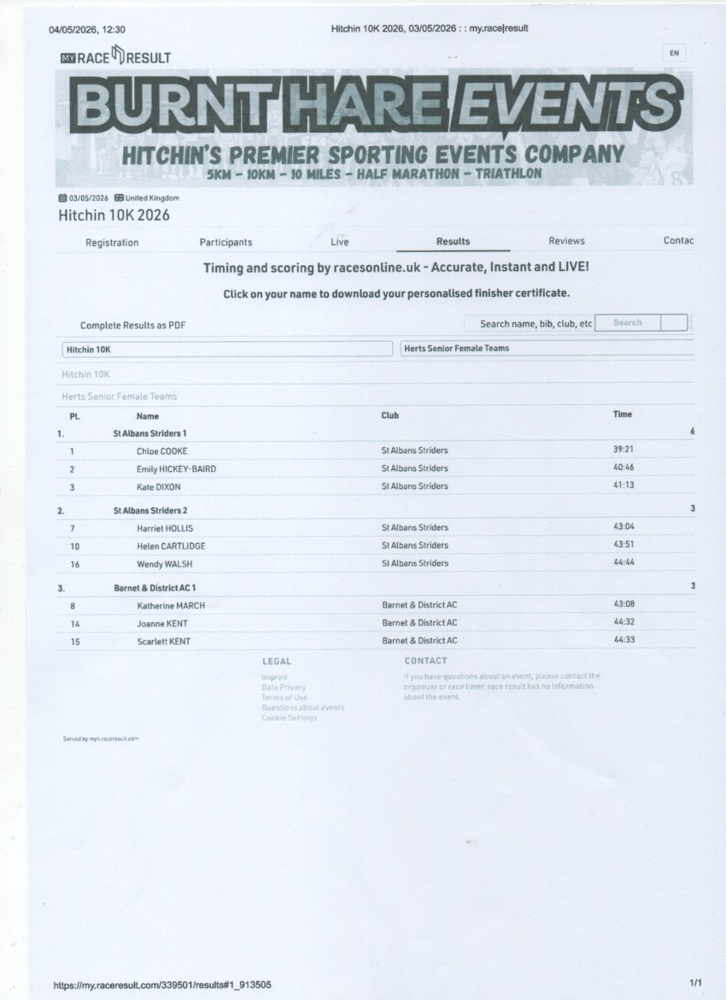 04/05/2026, 12:30 Hitchin 10K 2026, 03/05/2026 : : my.race|result
MY RACE RESULT EN
BURNT HARE EVENTS
HITCHIN'S PREMIER SPORTING EVENTS COMPANY
5KM – 10KM – 10 MILES – HALF MARATHON – TRIATHLON
03/05/2026 United Kingdom
Hitchin 10K 2026
Registration Participants Live Results Reviews Contac
Timing and scoring by racesonline.uk - Accurate, Instant and LIVE!
Click on your name to download your personalised finisher certificate.
Complete Results as PDF Search name, bib, club, etc Search
Hitchin 10K Herts Senior Female Teams
Hitchin 10K
Herts Senior Female Teams
Pl. Name Club Time
1. St Albans Striders 1 6
1 Chloe COOKE St Albans Striders 39:21
2 Emily HICKEY-BAIRD St Albans Striders 40:46
3 Kate DIXON St Albans Striders 41:13
2. St Albans Striders 2 3
7 Harriet HOLLIS St Albans Striders 43:04
10 Helen CARTLIDGE St Albans Striders 43:51
16 Wendy WALSH St Albans Striders 44:44
3. Barnet & District AC 1 3
8 Katherine MARCH Barnet & District AC 43:08
14 Joanne KENT Barnet & District AC 44:32
15 Scarlett KENT Barnet & District AC 44:33
LEGAL CONTACT
Imprint If you have questions about an event, please contact the
Data Privacy organizer or race timer. race result has no information
Terms of Use about the event.
Questions about events
Cookie Settings
Served by my4.raceresult.com
https://my.raceresult.com/339501/results#1_913505 1/1